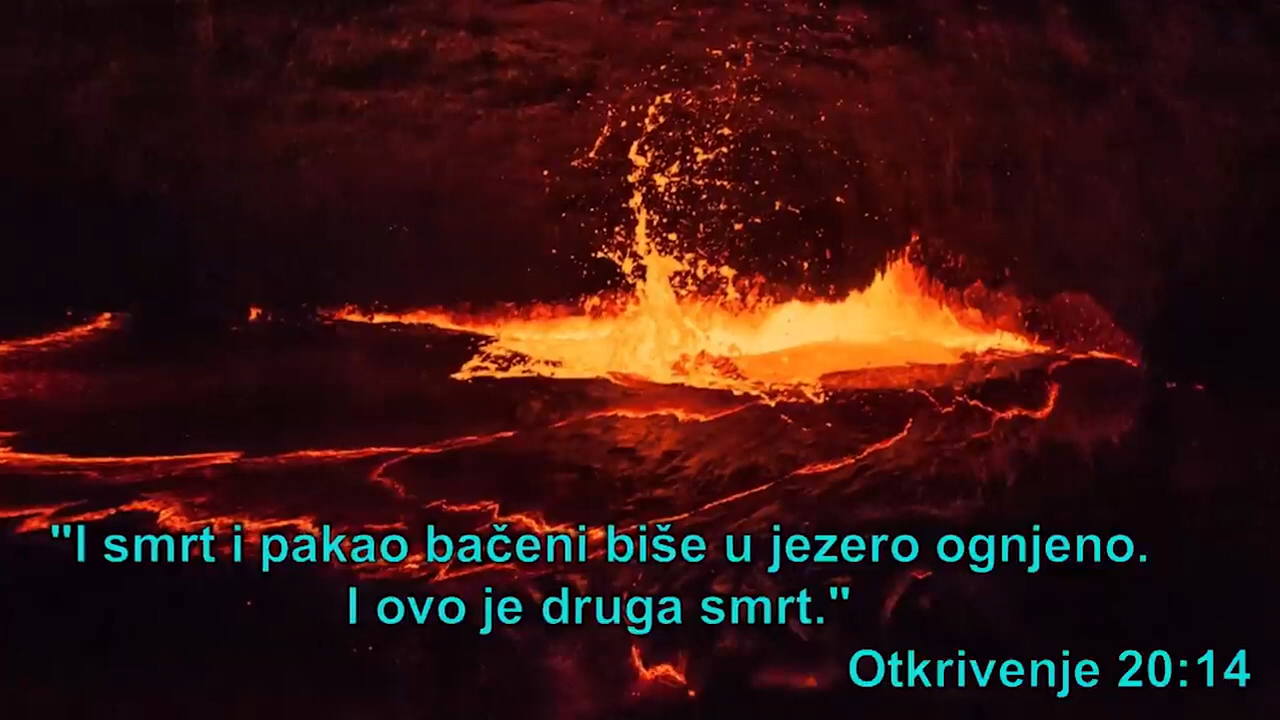 "I smrt i pakao bačeni biše u jezero ognjeno.
I ovo je druga smrt."
Otkrivenje 20:14